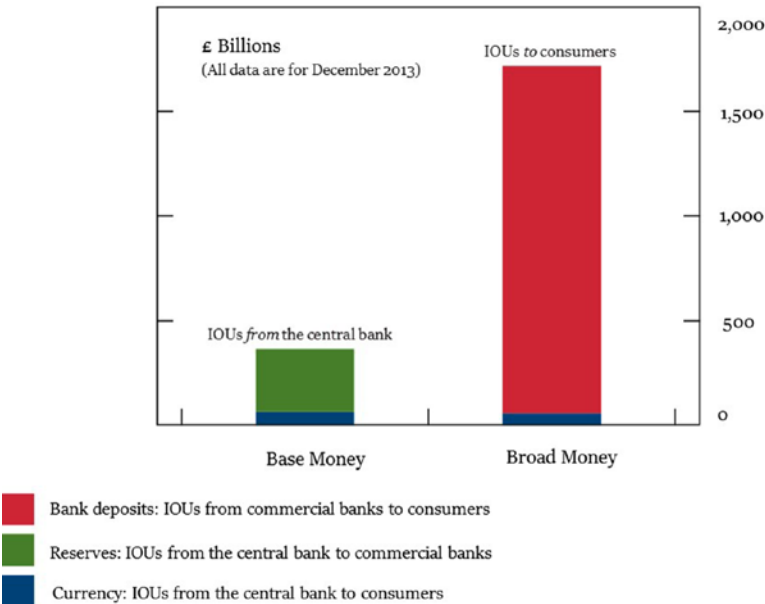 £ Billions
(All data are for December 2013)
IOUs to consumers
2,000
1,500
1,000
500
0
IOUs from the central bank
Base Money
Broad Money
Bank deposits: IOUs from commercial banks to consumers
Reserves: IOUs from the central bank to commercial banks
Currency: IOUs from the central bank to consumers